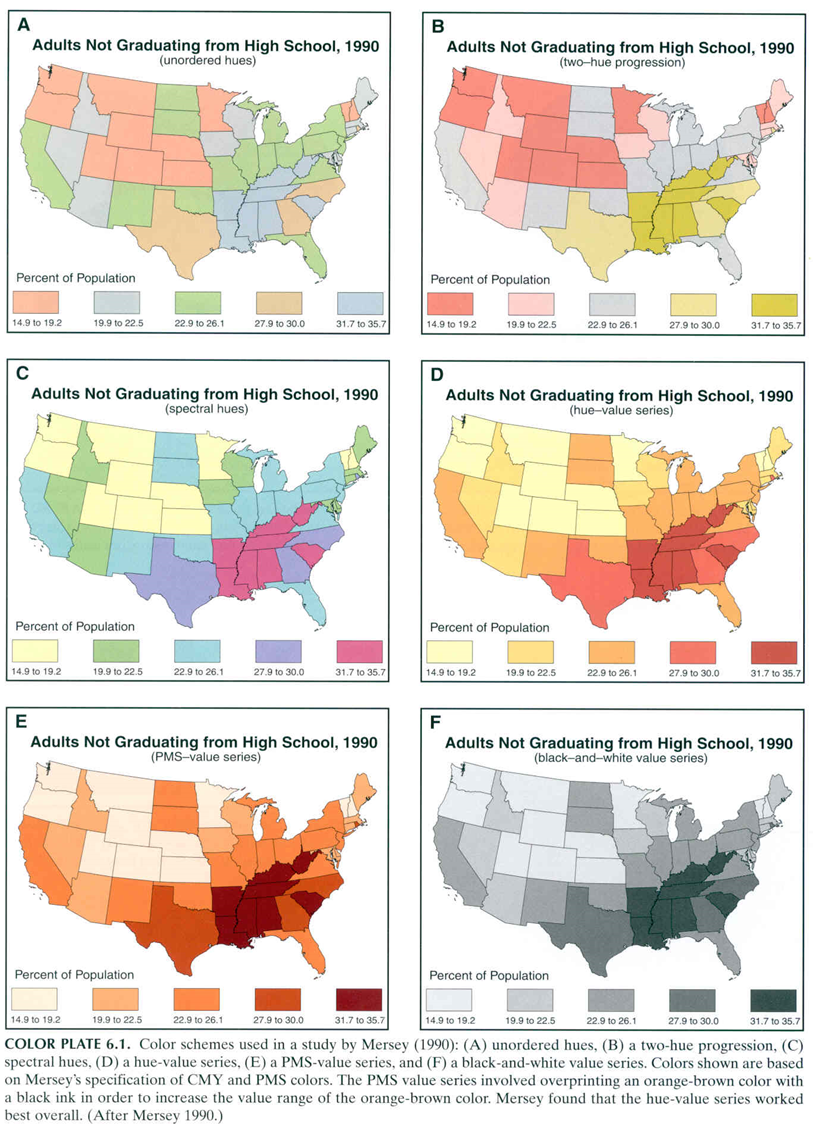 A
Adults Not Graduating from High School, 1990
(unordered hues)
Percent of Population
14.9 to 19.2 19.9 to 22.5 22.9 to 26.1 27.9 to 30.0 31.7 to 35.7
B
Adults Not Graduating from High School, 1990
(two–hue progression)
Percent of Population
14.9 to 19.2 19.9 to 22.5 22.9 to 26.1 27.9 to 30.0 31.7 to 35.7
C
Adults Not Graduating from High School, 1990
(spectral hues)
Percent of Population
14.9 to 19.2 19.9 to 22.5 22.9 to 26.1 27.9 to 30.0 31.7 to 35.7
D
Adults Not Graduating from High School, 1990
(hue–value series)
Percent of Population
14.9 to 19.2 19.9 to 22.5 22.9 to 26.1 27.9 to 30.0 31.7 to 35.7
E
Adults Not Graduating from High School, 1990
(PMS–value series)
Percent of Population
14.9 to 19.2 19.9 to 22.5 22.9 to 26.1 27.9 to 30.0 31.7 to 35.7
F
Adults Not Graduating from High School, 1990
(black–and–white value series)
Percent of Population
14.9 to 19.2 19.9 to 22.5 22.9 to 26.1 27.9 to 30.0 31.7 to 35.7
COLOR PLATE 6.1. Color schemes used in a study by Mersey (1990): (A) unordered hues, (B) a two-hue progression, (C)
spectral hues, (D) a hue-value series, (E) a PMS-value series, and (F) a black-and-white value series. Colors shown are based
on Mersey's specification of CMY and PMS colors. The PMS value series involved overprinting an orange-brown color with
a black ink in order to increase the value range of the orange-brown color. Mersey found that the hue-value series worked
best overall. (After Mersey 1990.)